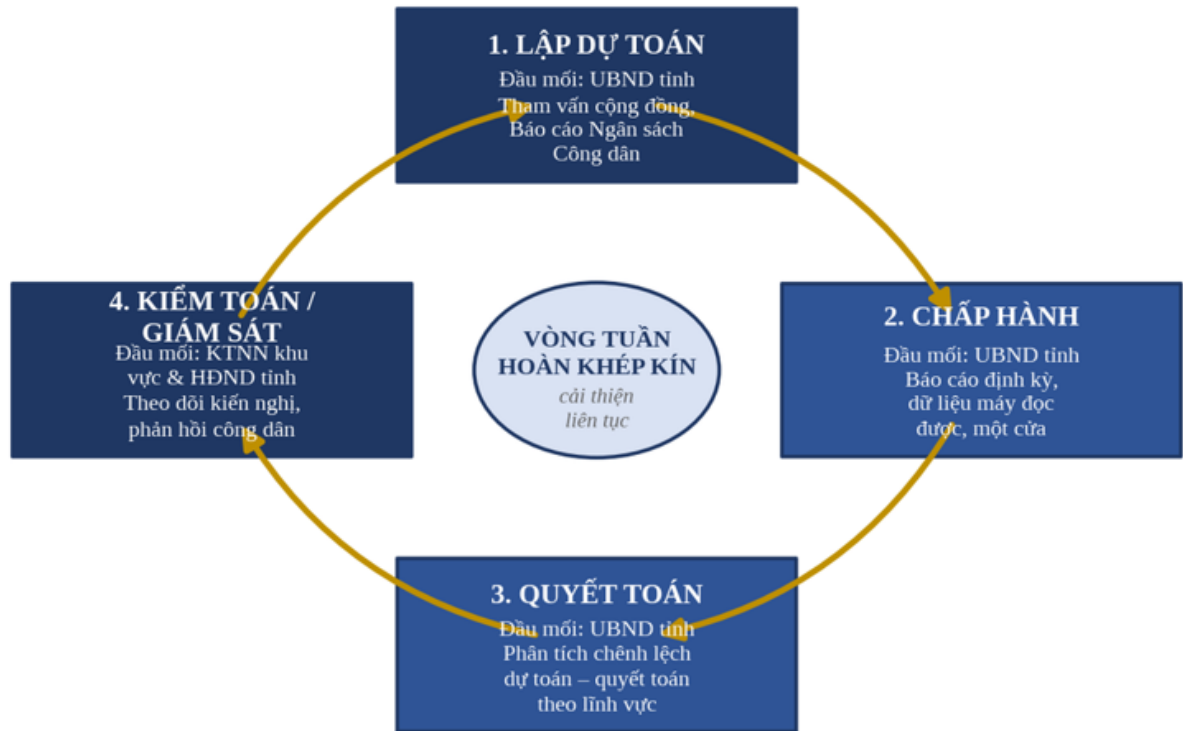 1. LẬP DỰ TOÁN
Đầu mối: UBND tỉnh
Tham vấn cộng đồng,
Báo cáo Ngân sách
Công dân
4. KIỂM TOÁN /
GIÁM SÁT
Đầu mối: KTNN khu
vực & HĐND tỉnh
Theo dõi kiến nghị,
phản hồi công dân
VÒNG TUẦN
HOÀN KHÉP KÍN
cải thiện
liên tục
2. CHẤP HÀNH
Đầu mối: UBND tỉnh
Báo cáo định kỳ,
dữ liệu máy đọc
được, một cửa
3. QUYẾT TOÁN
Đầu mối: UBND tỉnh
Phân tích chênh lệch
dự toán – quyết toán
theo lĩnh vực